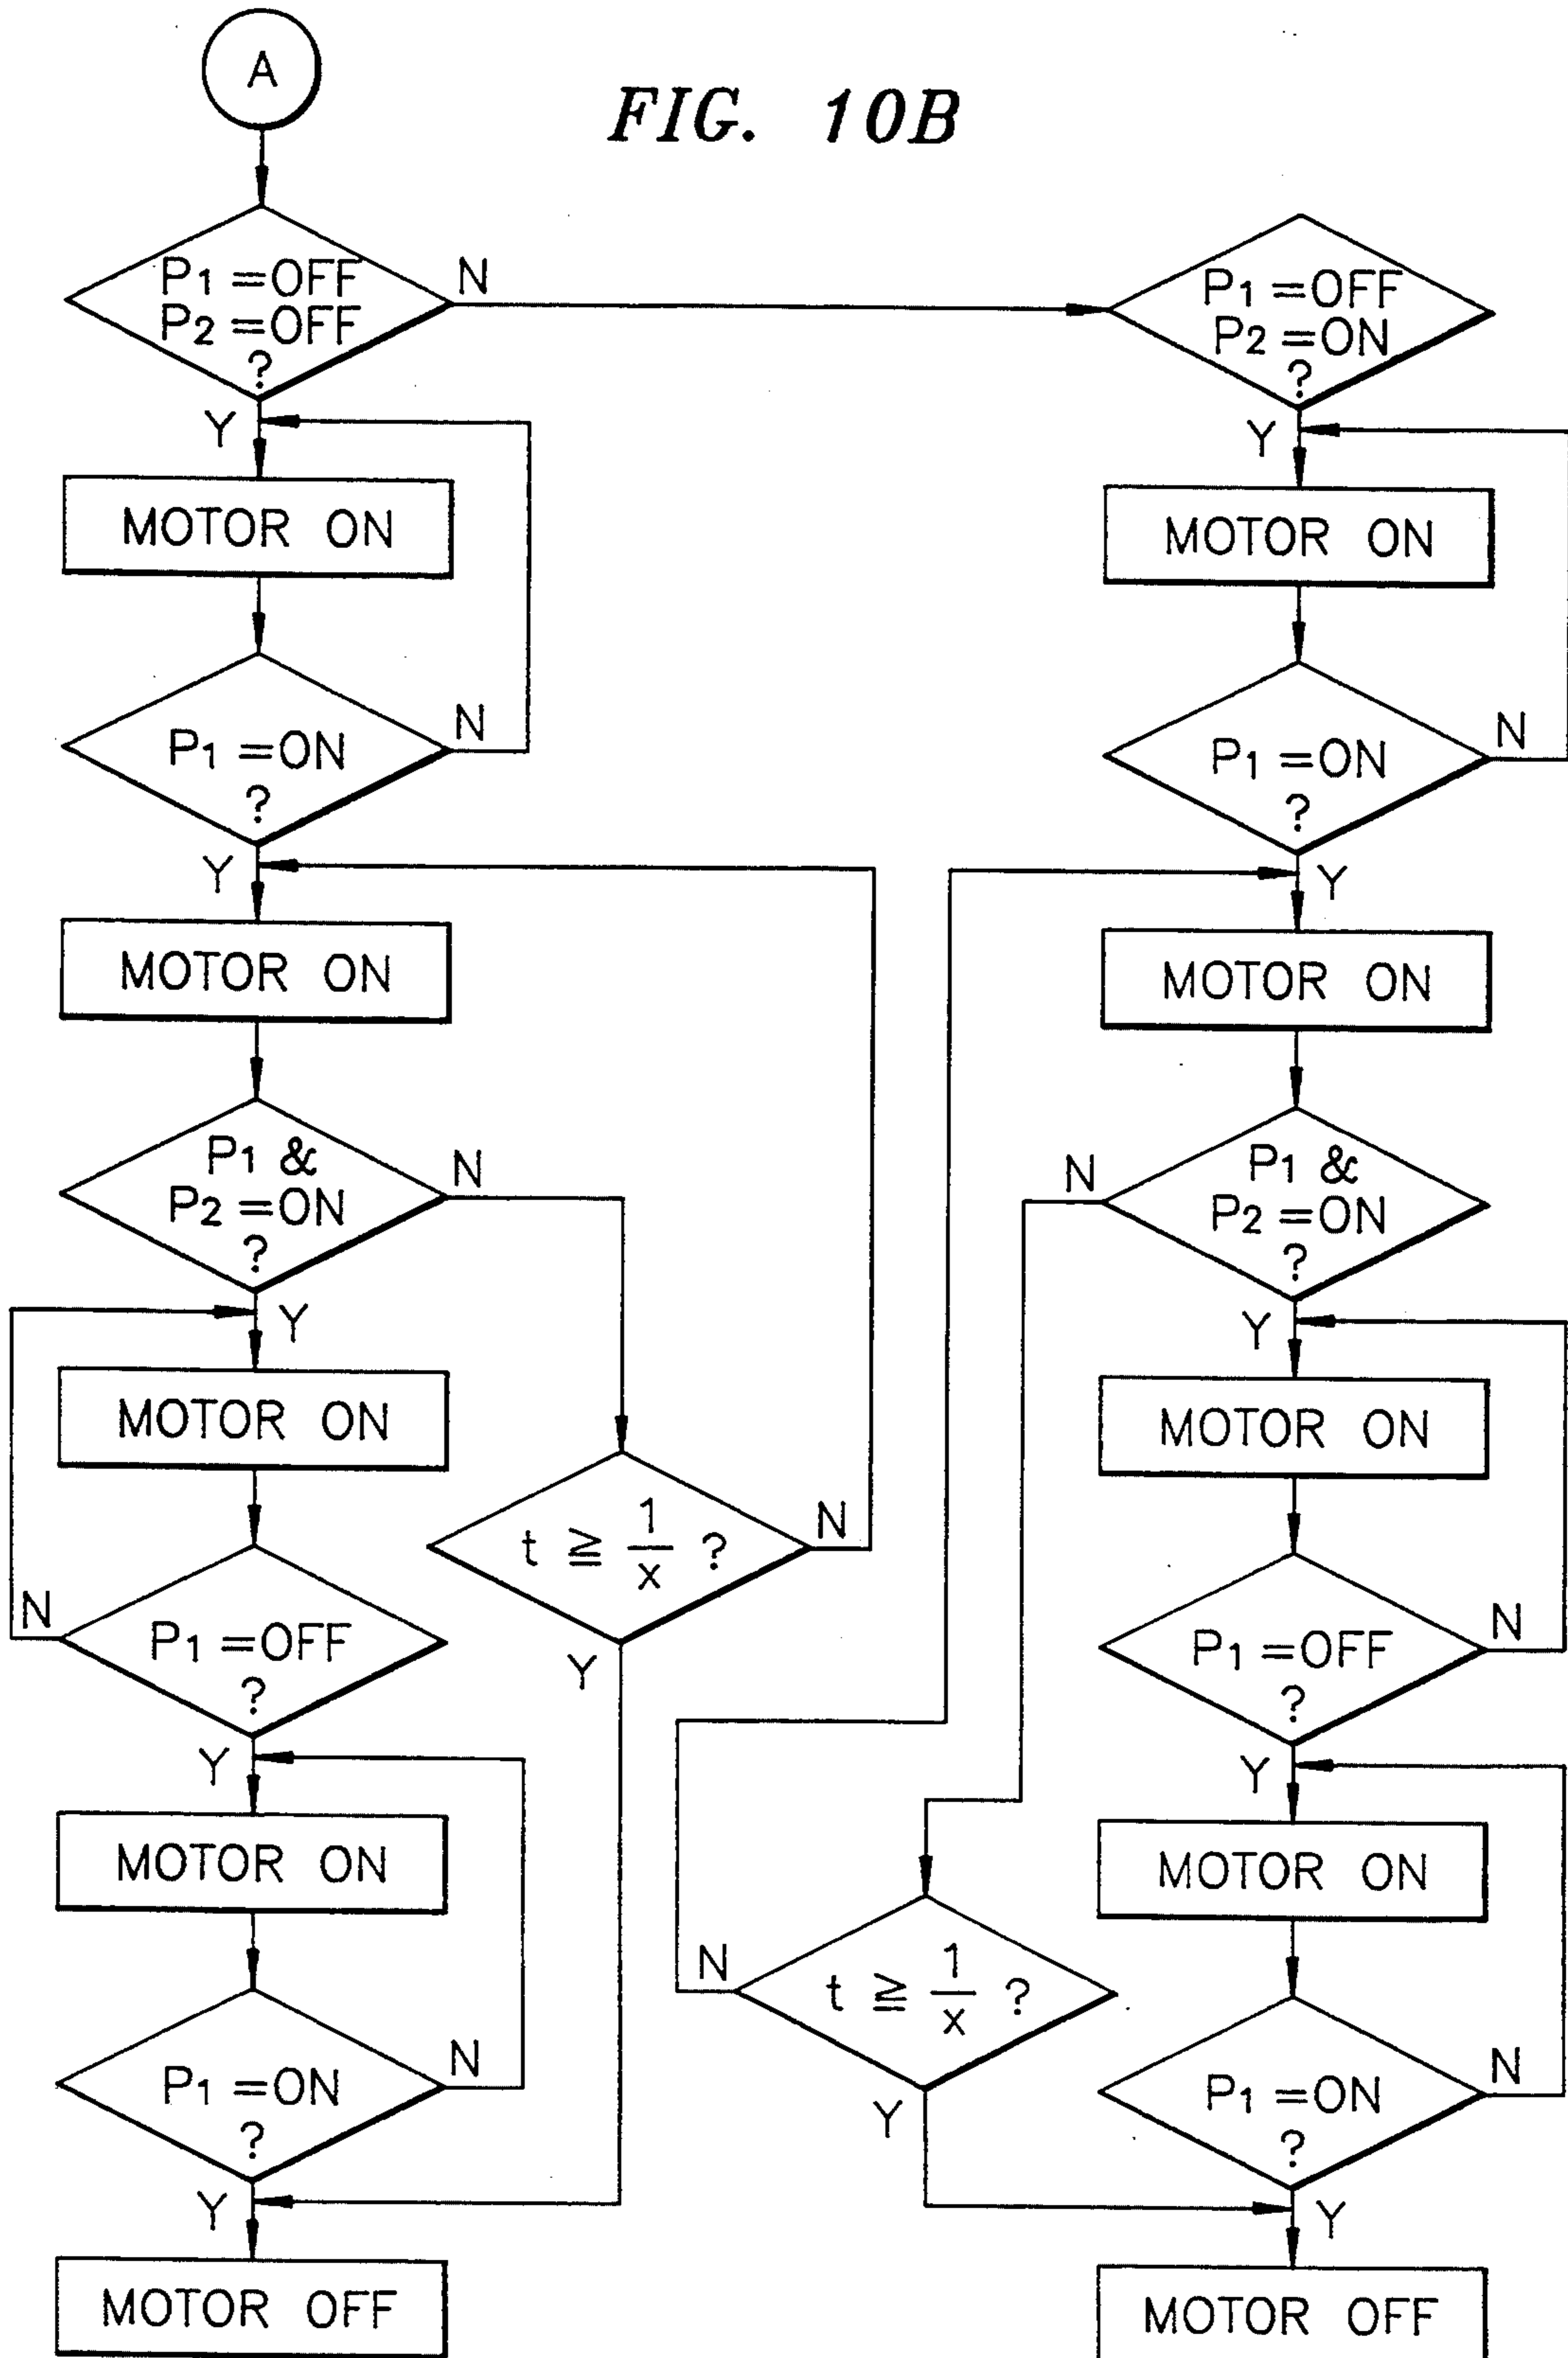 A
FIG. 10B
P1 =OFF
P2 =OFF
?
N
Y
MOTOR ON
P1 =ON
?
N
Y
MOTOR ON
P1 &
P2 =ON
?
N
Y
MOTOR ON
t ≧ 1/x ?
N
Y
P1 =OFF
?
N
Y
MOTOR ON
P1 =ON
?
N
Y
MOTOR OFF
P1 =OFF
P2 =ON
?
Y
MOTOR ON
P1 =ON
?
N
Y
MOTOR ON
P1 &
P2 =ON
?
N
Y
MOTOR ON
P1 =OFF
?
N
Y
MOTOR ON
t ≧ 1/x ?
N
Y
P1 =ON
?
N
Y
MOTOR OFF